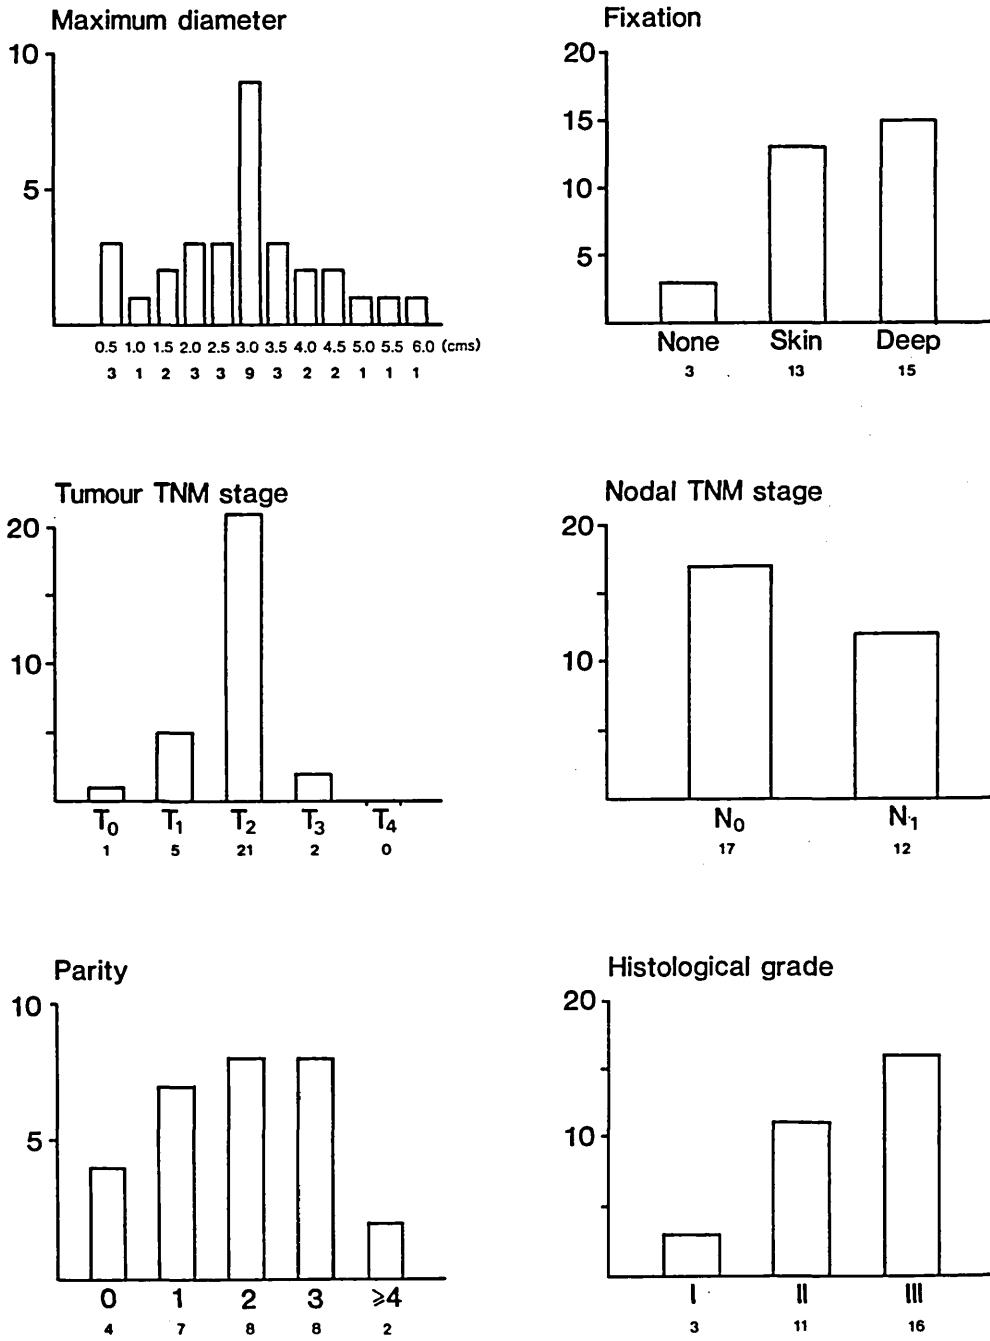 Maximum diameter
10
5
0.5 1.0 1.5 2.0 2.5 3.0 3.5 4.0 4.5 5.0 5.5 6.0 (cms)
3 1 2 3 3 9 3 2 2 1 1 1
Fixation
20
15
10
5
None Skin Deep
3 13 15
Tumour TNM stage
20
10
T₀ T₁ T₂ T₃ T₄
1 5 21 2 0
Nodal TNM stage
20
10
N₀ N₁
17 12
Parity
10
5
0 1 2 3 ⩾4
4 7 8 8 2
Histological grade
20
10
I II III
3 11 16